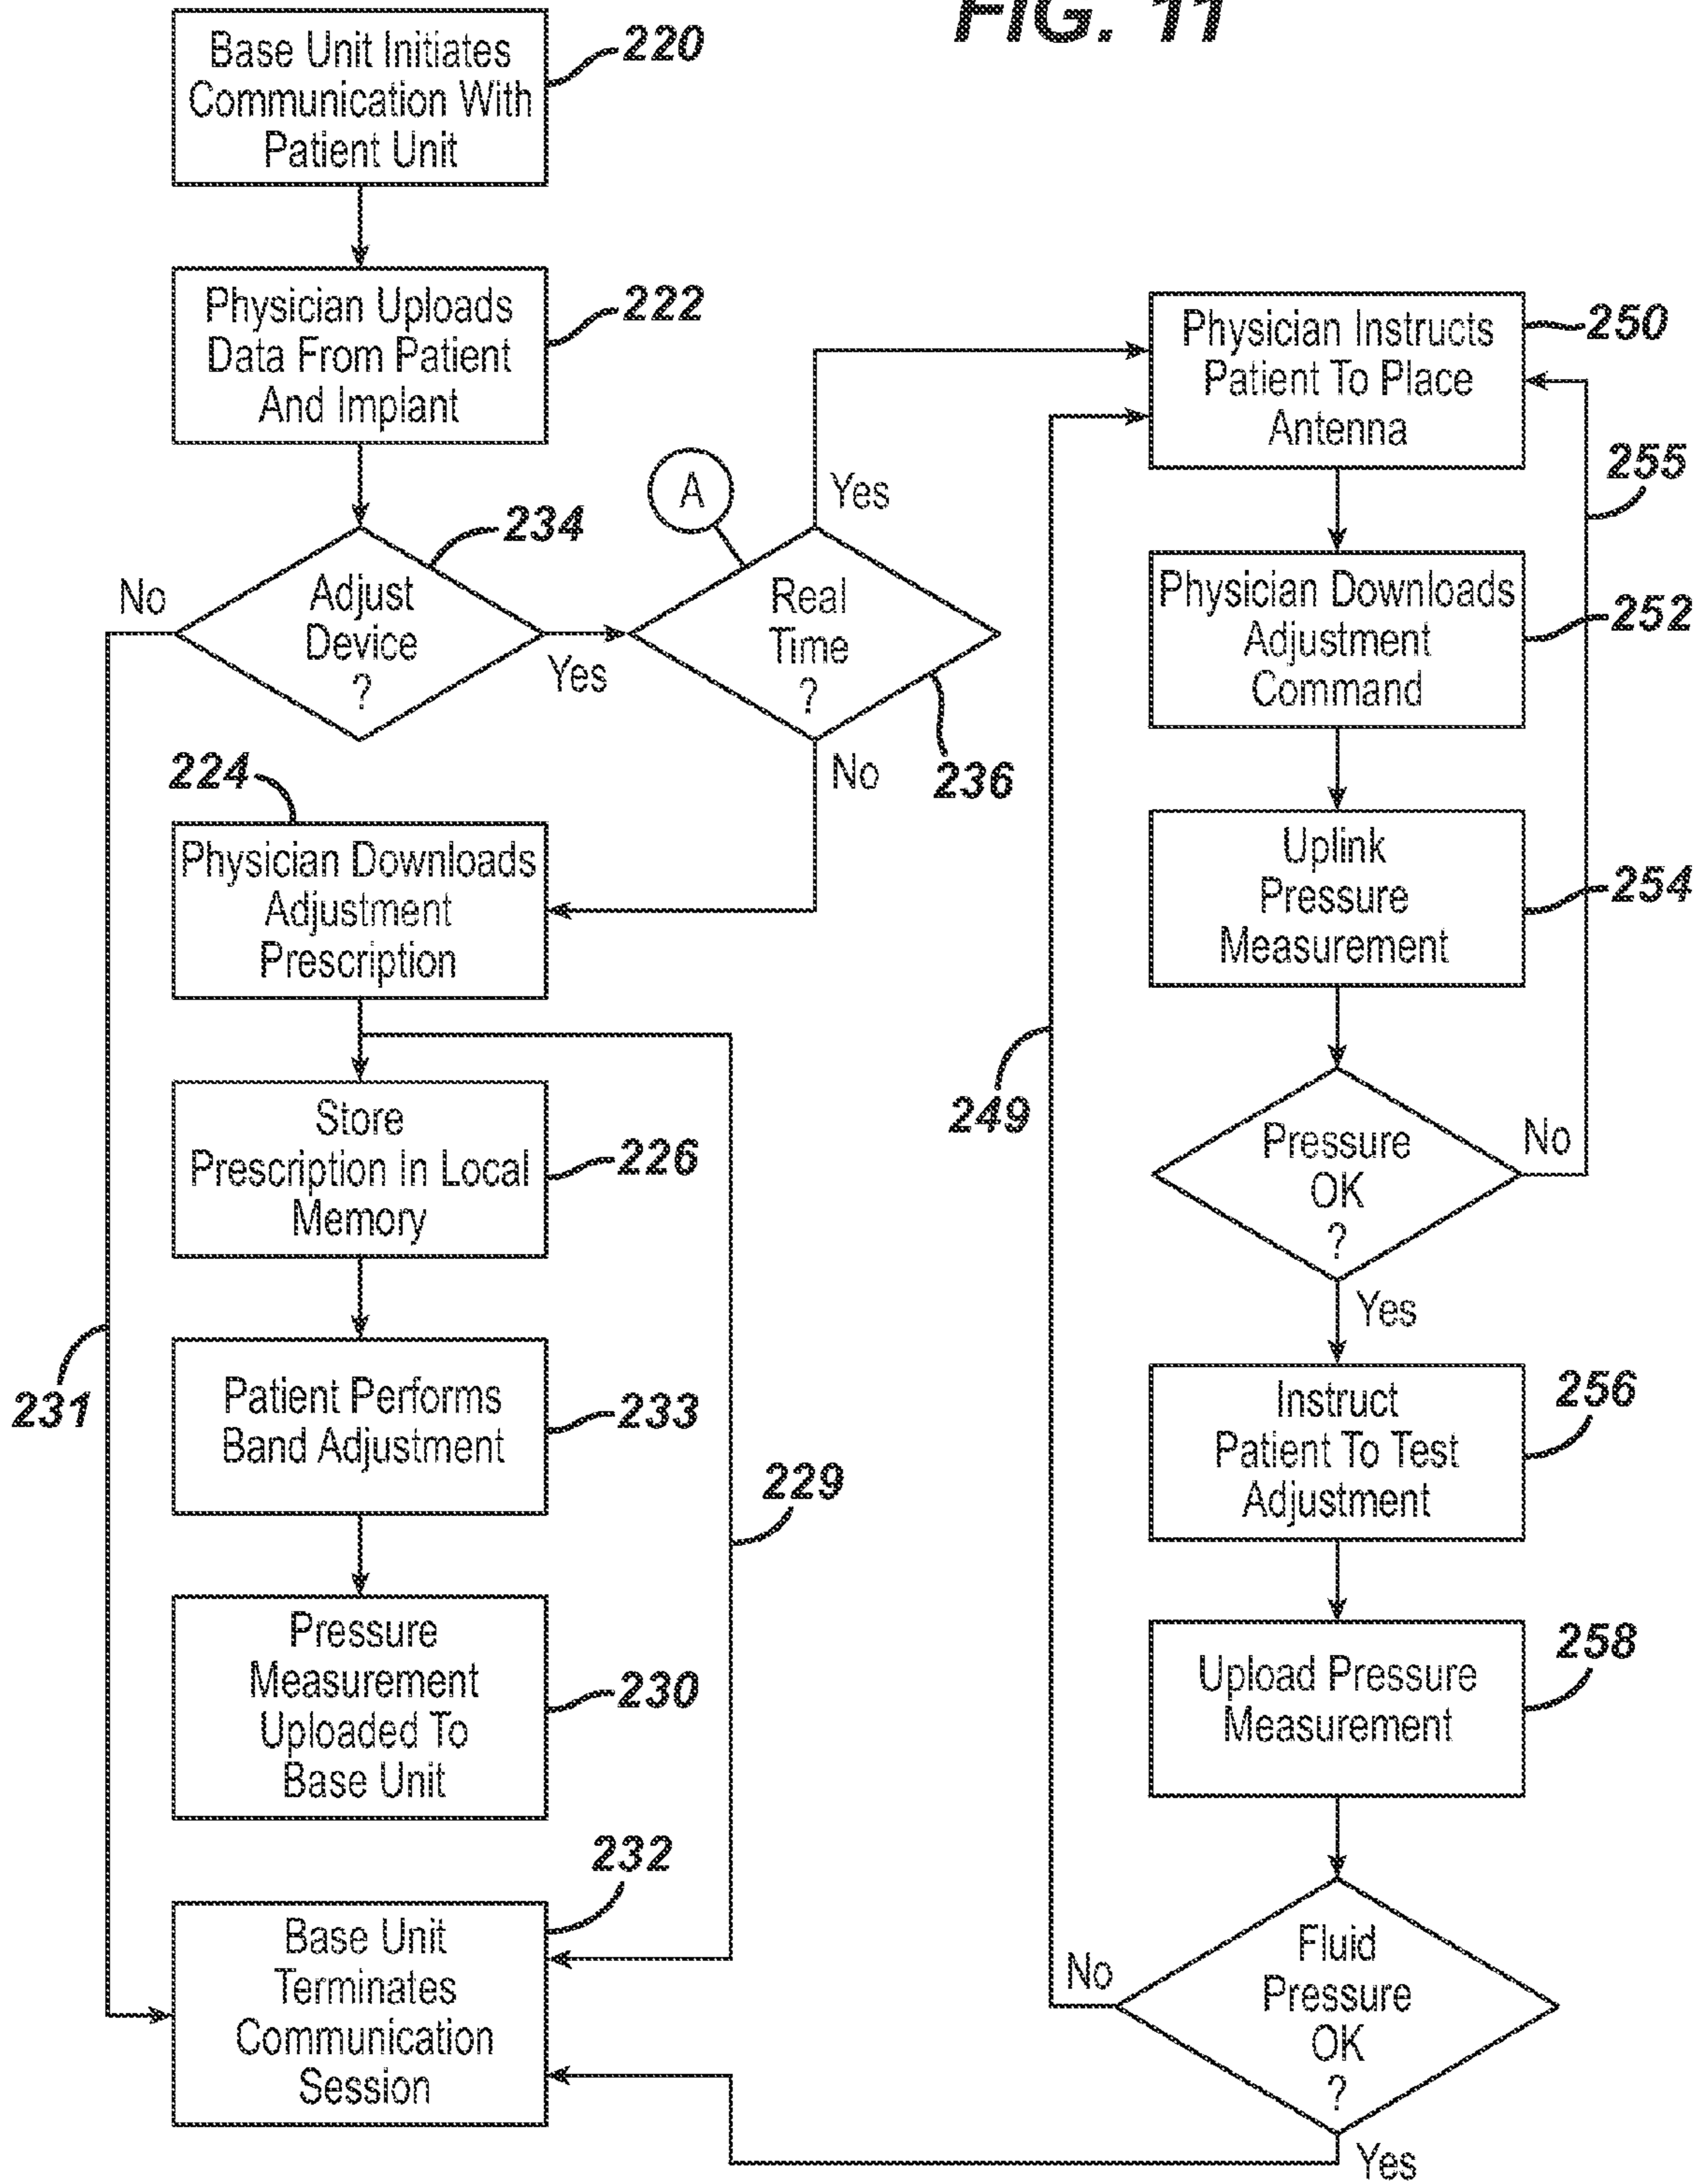 FIG. 11
Base Unit Initiates
Communication With
Patient Unit
220
Physician Uploads
Data From Patient
And Implant
222
Adjust
Device
?
234
No
Yes
A
Real
Time
?
236
Yes
No
224
Physician Downloads
Adjustment
Prescription
Store
Prescription In Local
Memory
226
Patient Performs
Band Adjustment
233
231
229
Pressure
Measurement
Uploaded To
Base Unit
230
Base Unit
Terminates
Communication
Session
232
Physician Instructs
Patient To Place
Antenna
250
255
Physician Downloads
Adjustment
Command
252
Uplink
Pressure
Measurement
254
249
Pressure
OK
?
No
Yes
Instruct
Patient To Test
Adjustment
256
Upload Pressure
Measurement
258
Fluid
Pressure
OK
?
No
Yes